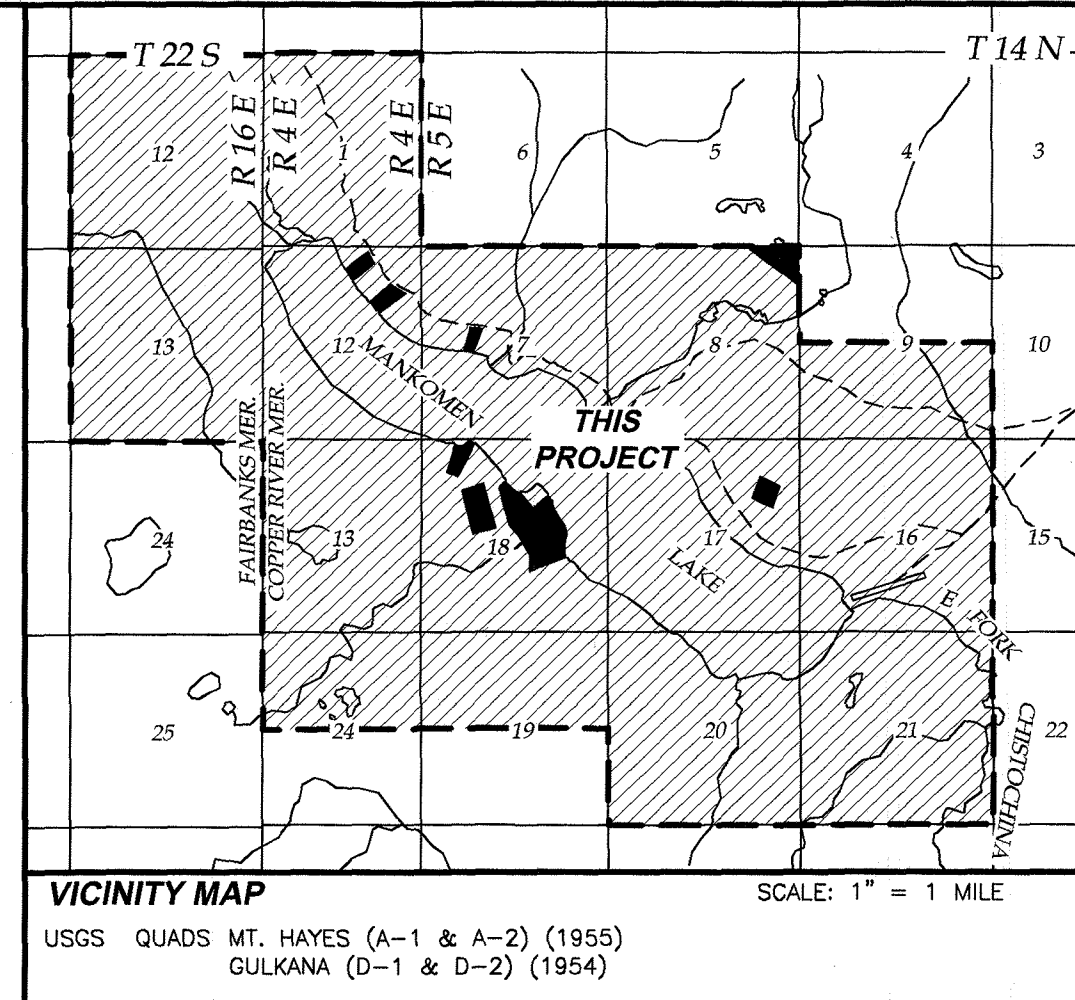 T 22 S
T 14 N
R 16 E
R 4 E
R 4 E
R 5 E
12
1
6
5
4
3
13
12
7
8
9
10
MANKOMEN
THIS
PROJECT
FAIRBANKS MER.
COPPER RIVER MER.
24
13
18
17
16
15
LAKE
E FORK
25
24
19
20
21
22
CHISTOCHINA
VICINITY MAP
SCALE: 1" = 1 MILE
USGS QUADS MT. HAYES (A-1 & A-2) (1955)
GULKANA (D-1 & D-2) (1954)